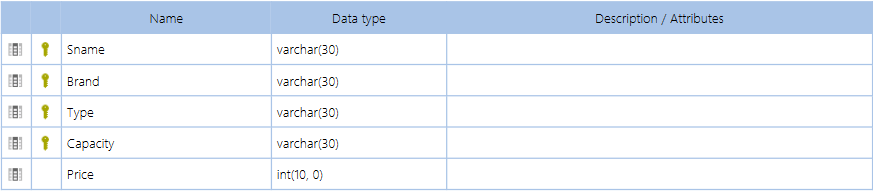 Name Data type Description / Attributes
Sname varchar(30)
Brand varchar(30)
Type varchar(30)
Capacity varchar(30)
Price int(10, 0)